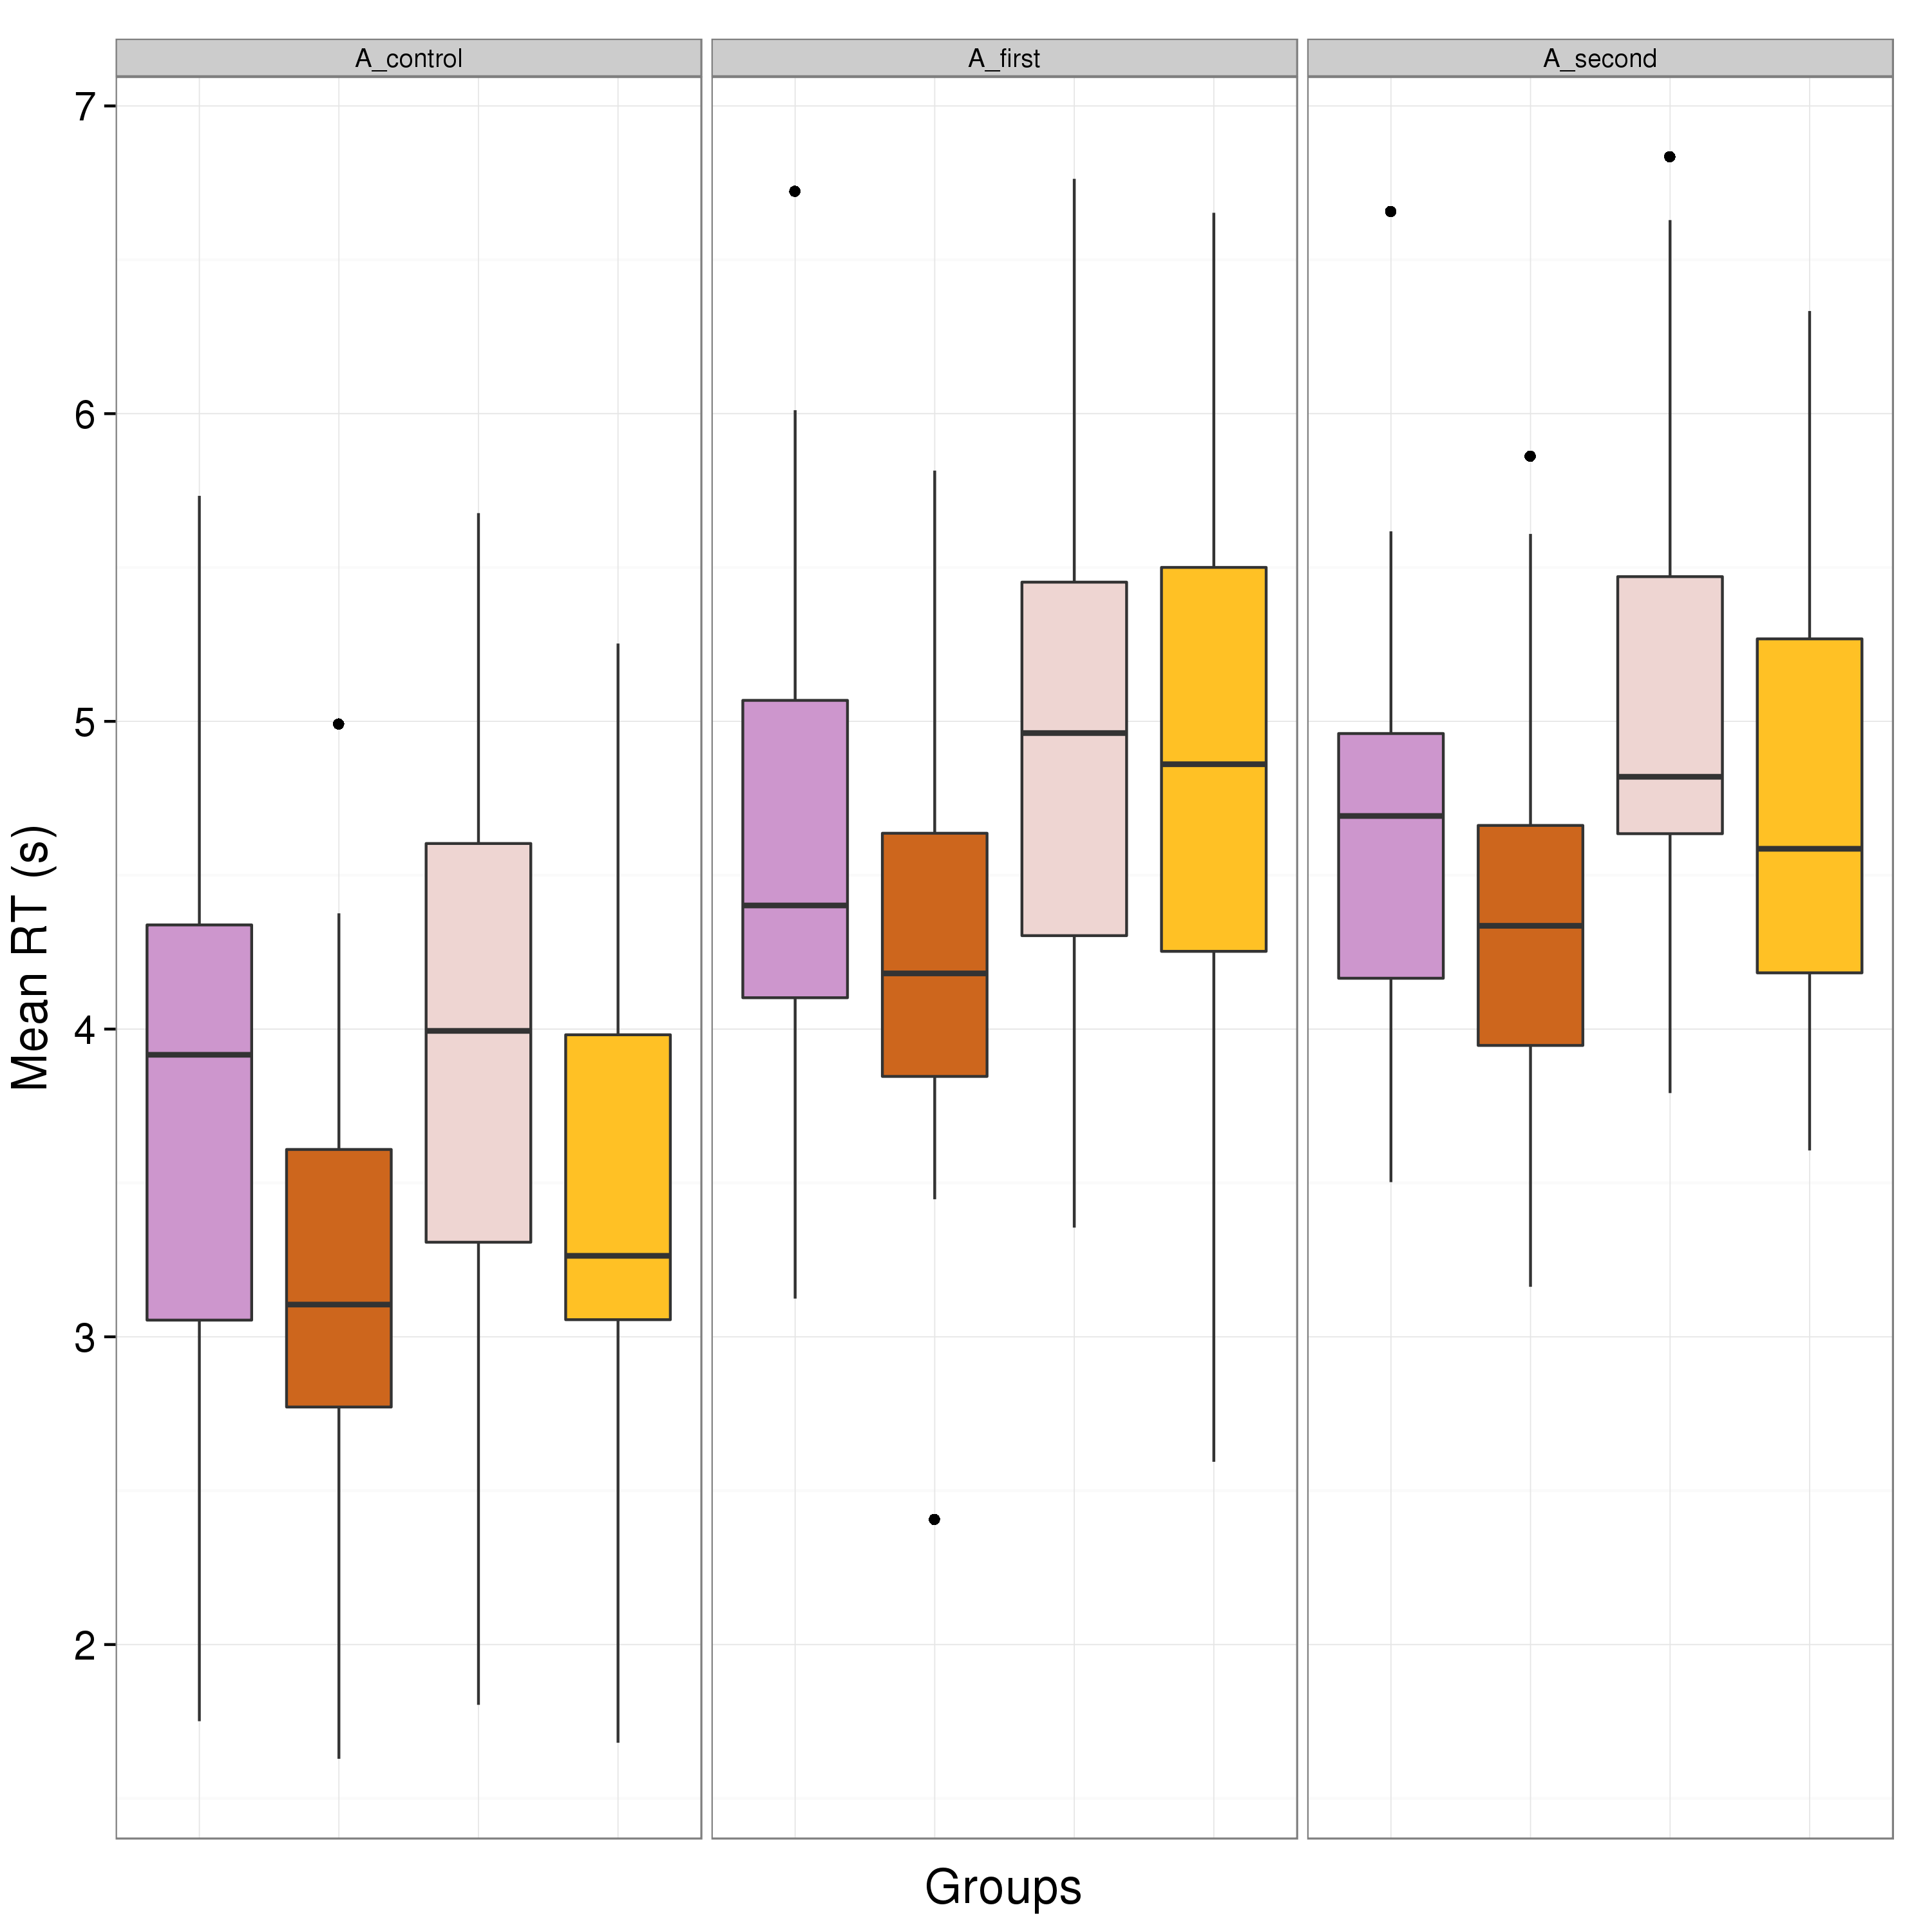 A_control
A_first
A_second
7
6
5
4
3
2
Mean RT (s)
Groups